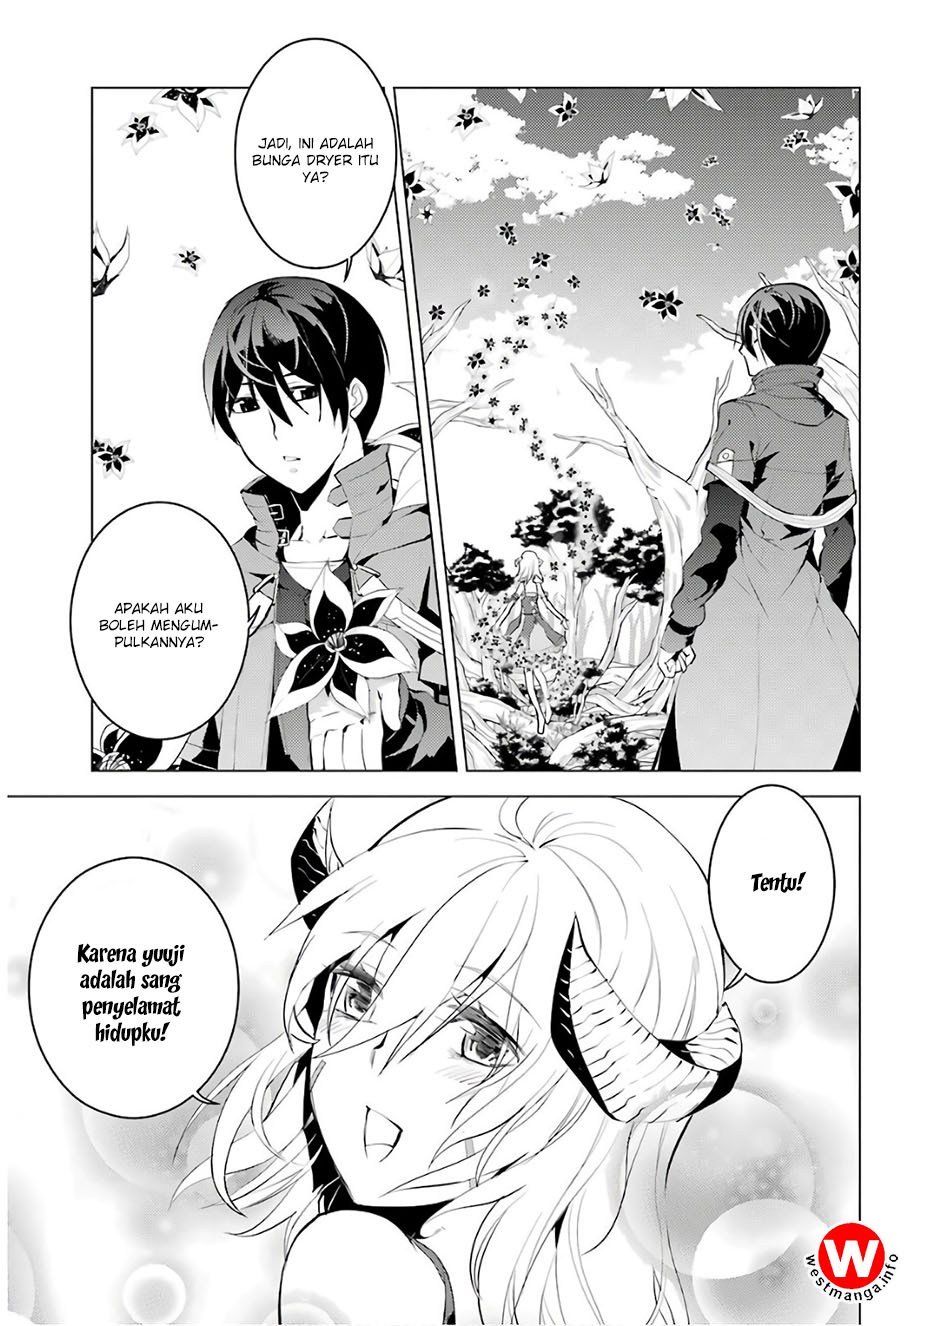 JADI, INI ADALAH
BUNGA DRYER ITU
YA?
APAKAH AKU
BOLEH MENGUM-
PULKANNYA?
Tentu!
Karena yuuji
adalah sang
penyelamat
hidupku!
W
westmanga.info